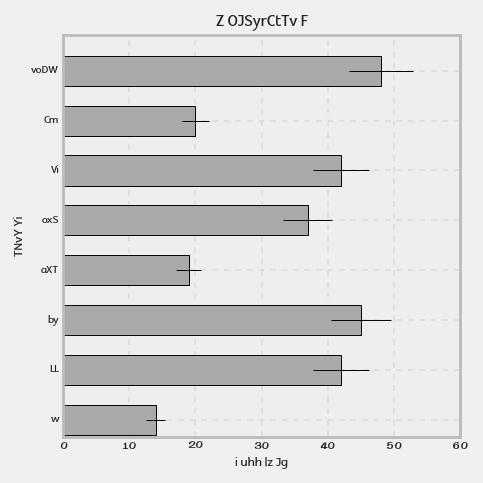 Z OJSyrCtTv F
voDW
Cm
Vi
oxS
aXT
by
LL
w
TNvY Yi
0 10 20 30 40 50 60
i uhh lz Jg